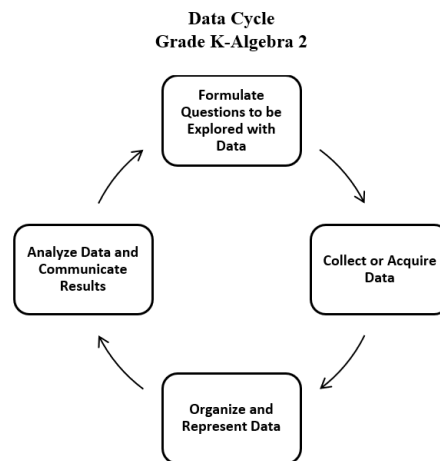 Data Cycle
Grade K-Algebra 2
Formulate
Questions to be
Explored with
Data
Collect or Acquire
Data
Organize and
Represent Data
Analyze Data and
Communicate
Results